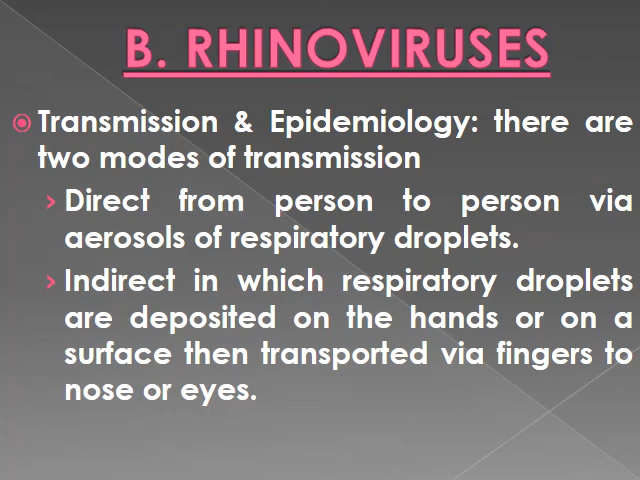 B. RHINOVIRUSES
Transmission & Epidemiology: there are
two modes of transmission
Direct from person to person via
aerosols of respiratory droplets.
Indirect in which respiratory droplets
are deposited on the hands or on a
surface then transported via fingers to
nose or eyes.